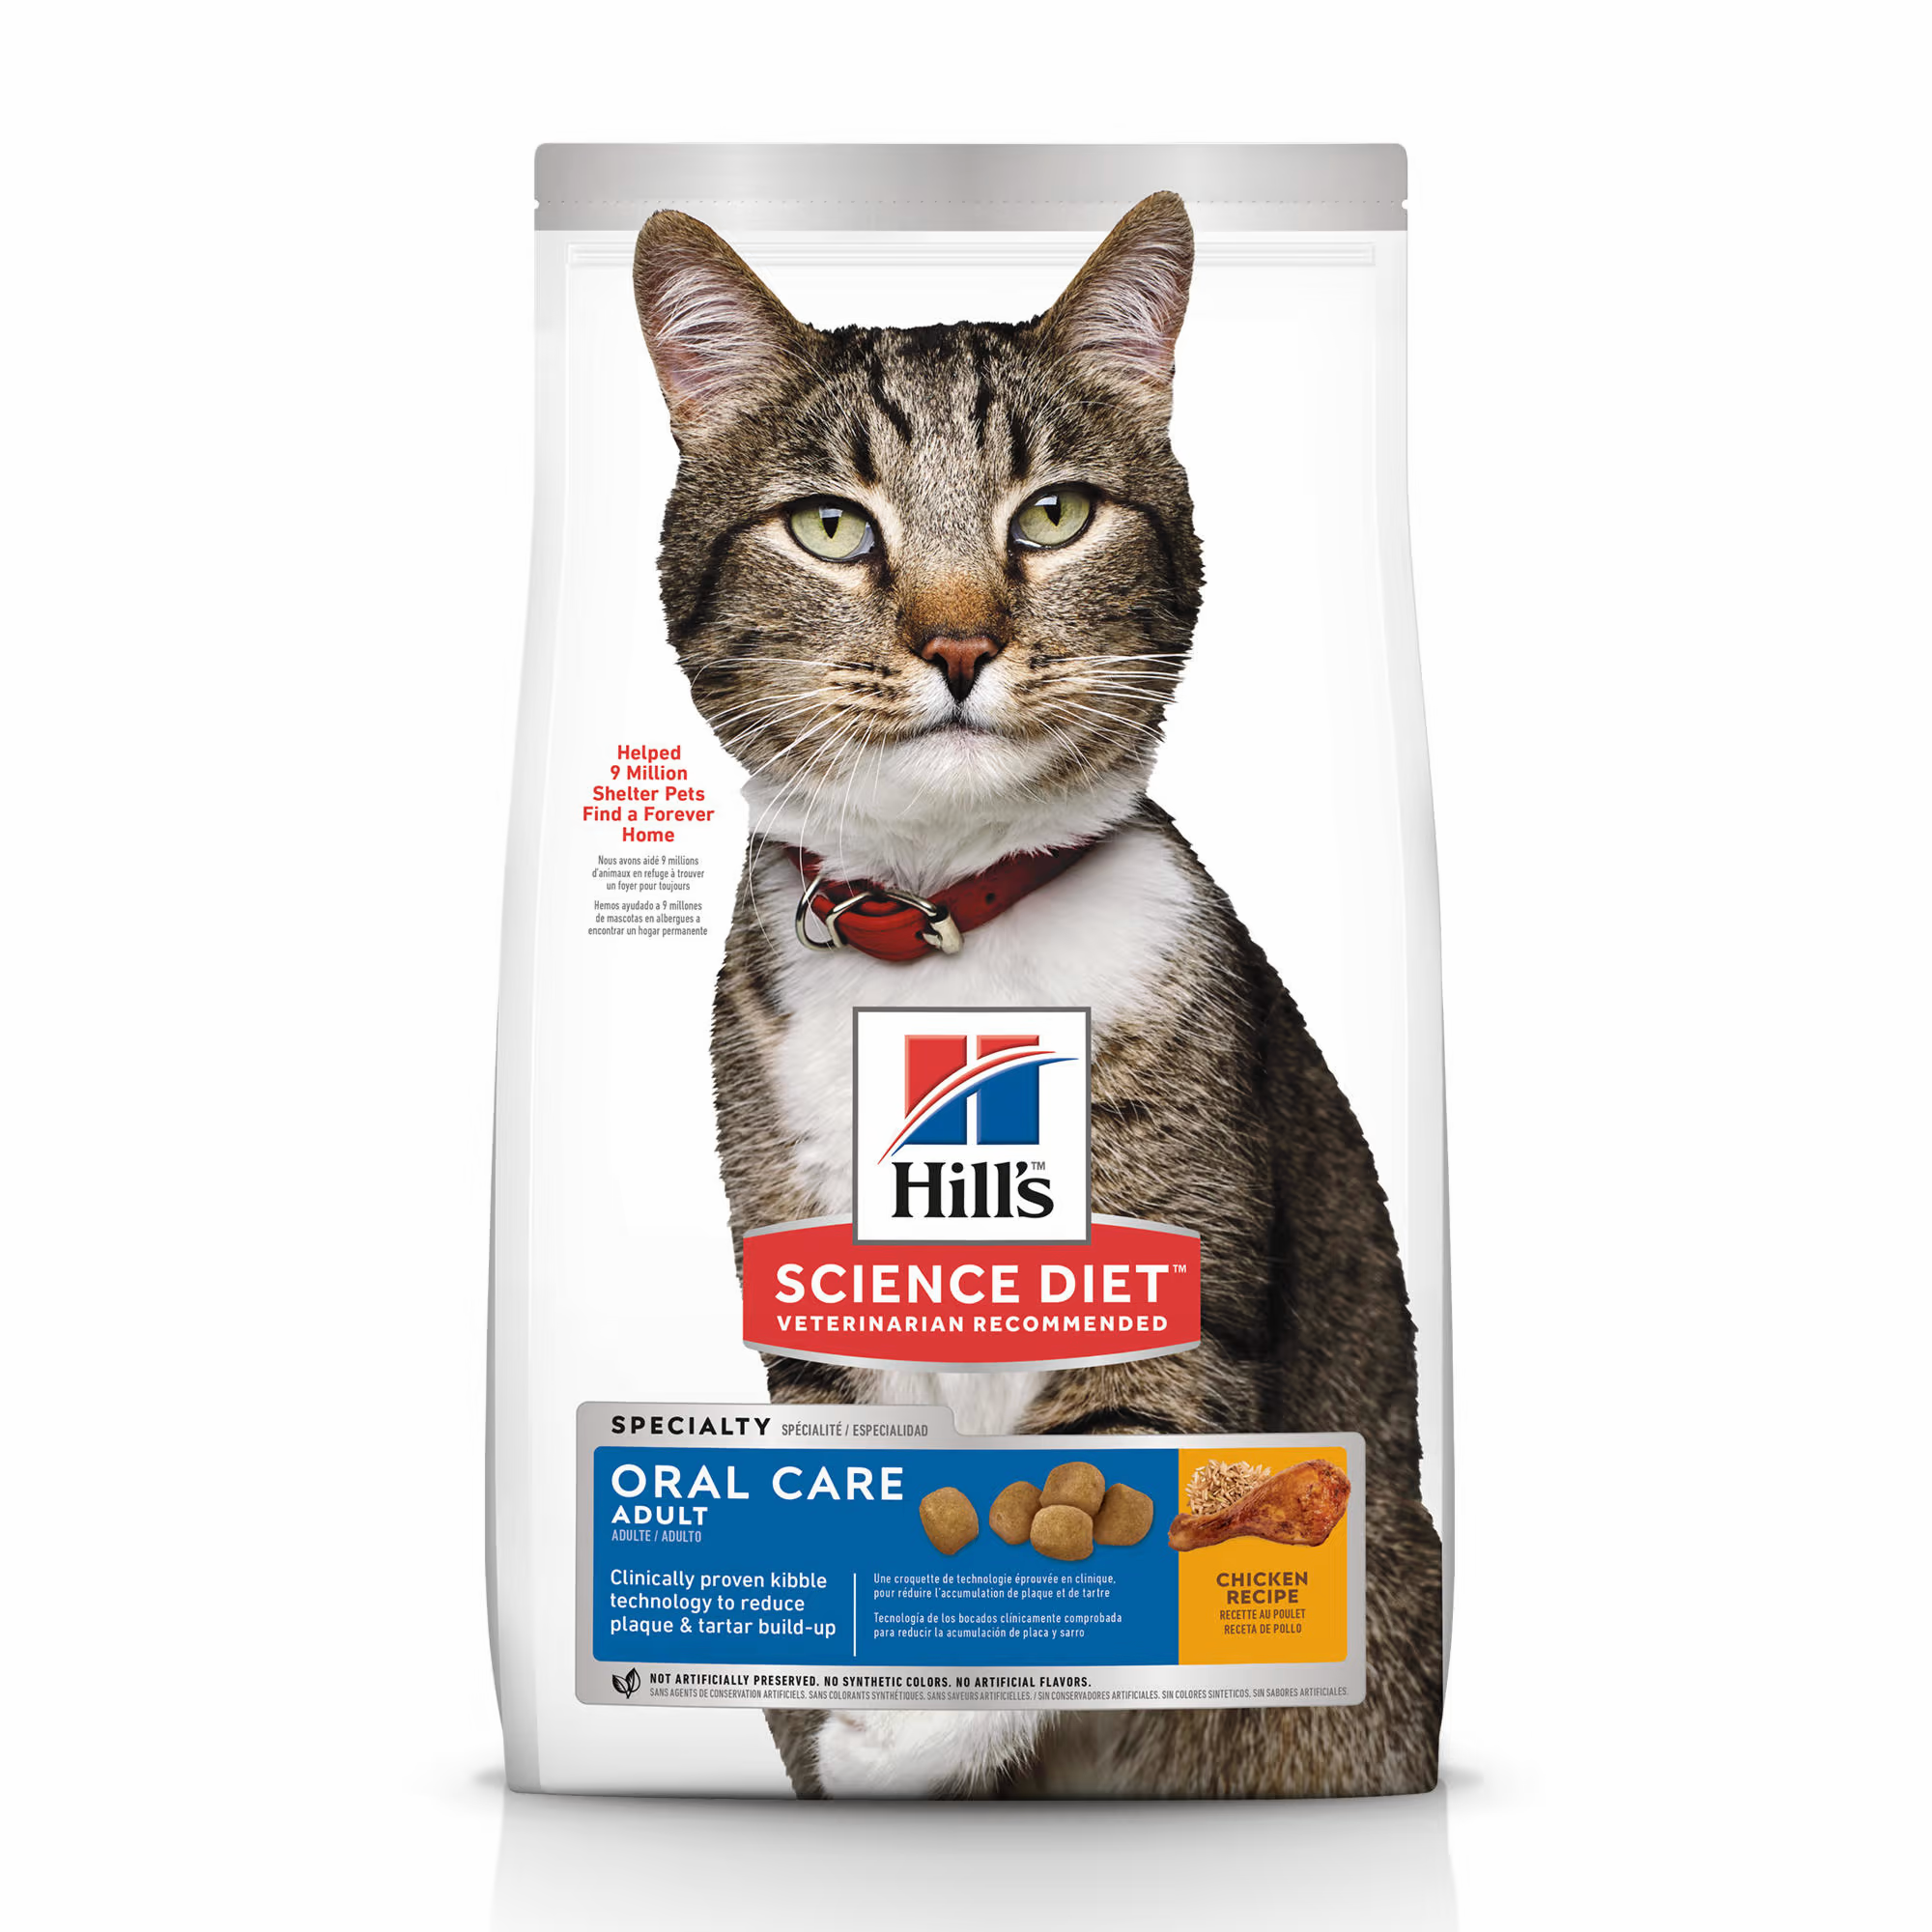 Helped
9 Million
Shelter Pets
Find a Forever
Home
Nous avons aidé 9 millions
d'animaux en refuge à trouver
un foyer pour toujours
Hemos ayudado a 9 millones
de mascotas en albergues a
encontrar un hogar permanente
Hill's™
SCIENCE DIET™
VETERINARIAN RECOMMENDED
SPECIALTY SPÉCIALITÉ / ESPECIALIDAD
ORAL CARE
ADULT
ADULTE / ADULTO
Clinically proven kibble
technology to reduce
plaque & tartar build-up
Une croquette de technologie éprouvée en clinique,
pour réduire l'accumulation de plaque et de tartre
Tecnología de los bocados clínicamente comprobada
para reducir la acumulación de placa y sarro
CHICKEN
RECIPE
RECETTE AU POULET
RECETA DE POLLO
NOT ARTIFICIALLY PRESERVED. NO SYNTHETIC COLORS. NO ARTIFICIAL FLAVORS.
SANS AGENTS DE CONSERVATION ARTIFICIELS. SANS COLORANTS SYNTHÉTIQUES. SANS SAVEURS ARTIFICIELLES. / SIN CONSERVADORES ARTIFICIALES. SIN COLORES SINTETICOS. SIN SABORES ARTIFICIALES.